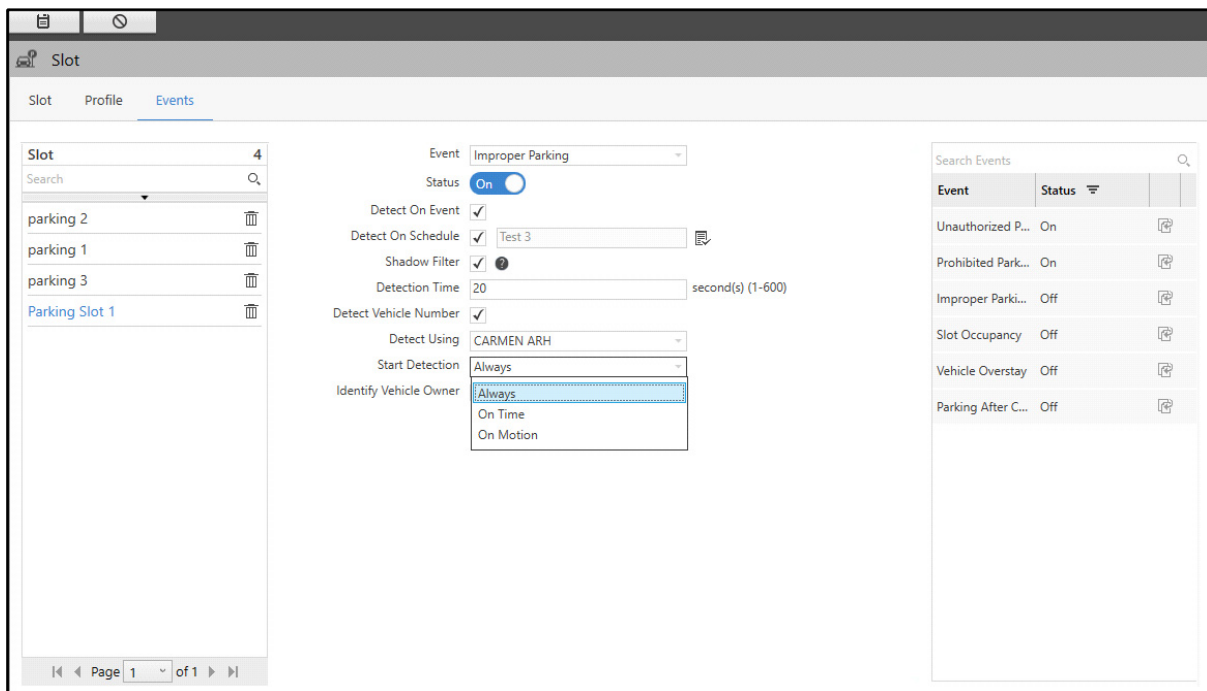 Slot
Slot Profile Events
Slot 4
Search
parking 2
parking 1
parking 3
Parking Slot 1
Page 1 of 1
Event Improper Parking
Status On
Detect On Event
Detect On Schedule Test 3
Shadow Filter ?
Detection Time 20 second(s) (1-600)
Detect Vehicle Number
Detect Using CARMEN ARH
Start Detection Always
Identify Vehicle Owner
Always
On Time
On Motion
Search Events
Event Status
Unauthorized P... On
Prohibited Park... On
Improper Parki... Off
Slot Occupancy Off
Vehicle Overstay Off
Parking After C... Off